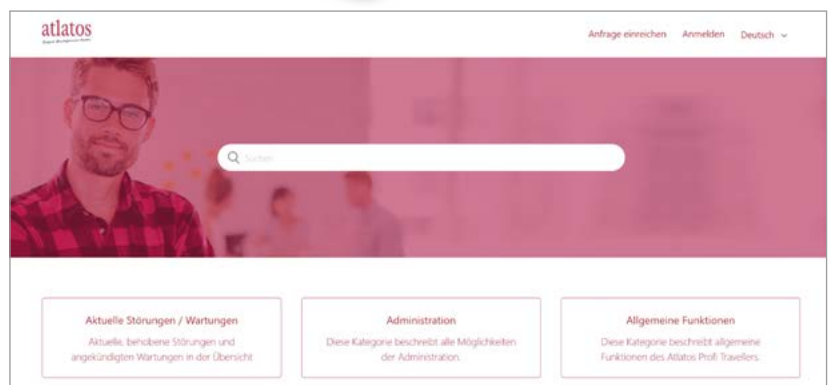 atlatos
Anfrage einreichen Anmelden Deutsch
Suchen
Aktuelle Störungen / Wartungen
Aktuelle, behobene Störungen und
angekündigten Wartungen in der Übersicht
Administration
Diese Kategorie beschreibt alle Möglichkeiten
der Administration.
Allgemeine Funktionen
Diese Kategorie beschreibt allgemeine
Funktionen des Atlatos Profi Travellers.